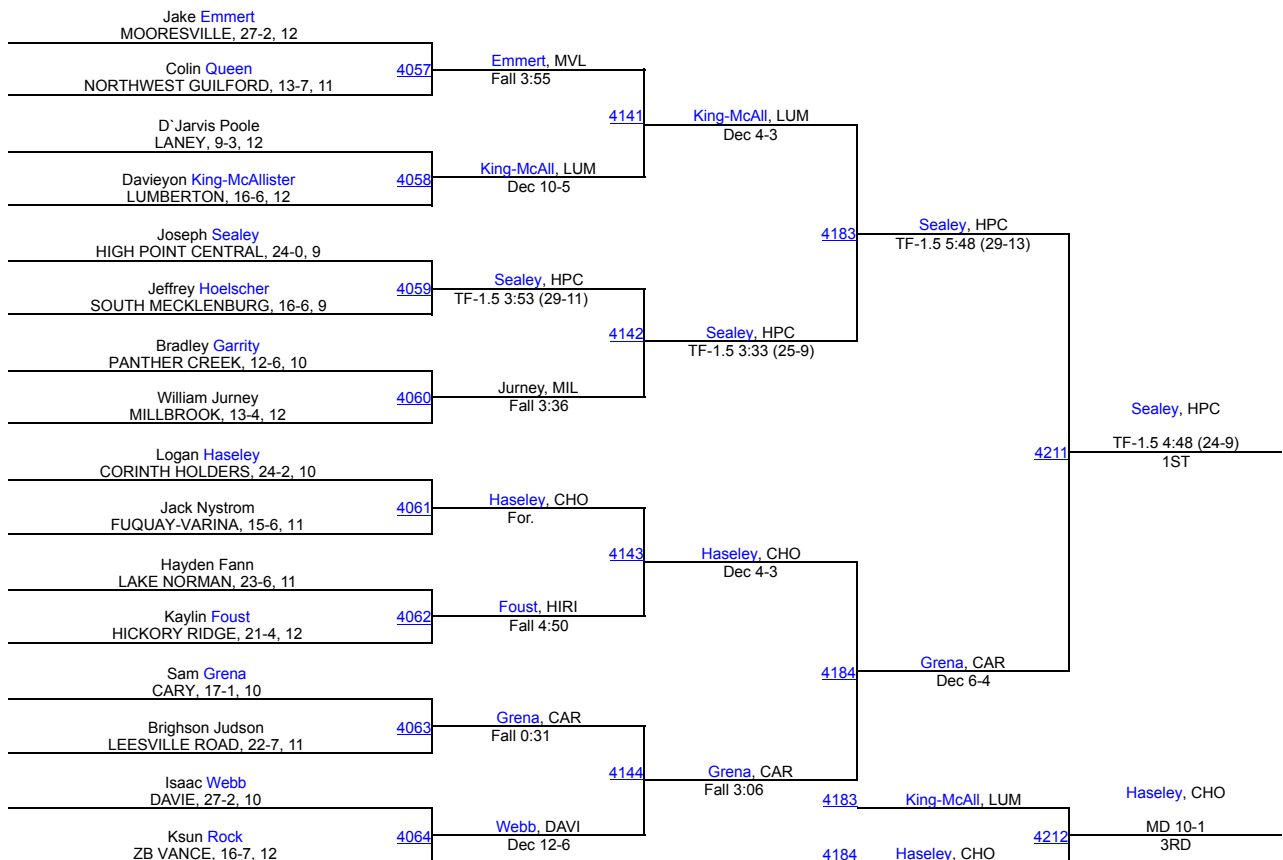 Jake Emmert
MOORESVILLE, 27-2, 12
Colin Queen
NORTHWEST GUILFORD, 13-7, 11
4057
Emmert, MVL
Fall 3:55
D`Jarvis Poole
LANEY, 9-3, 12
Davieyon King-McAllister
LUMBERTON, 16-6, 12
4058
King-McAll, LUM
Dec 10-5
4141
King-McAll, LUM
Dec 4-3
Joseph Sealey
HIGH POINT CENTRAL, 24-0, 9
Jeffrey Hoelscher
SOUTH MECKLENBURG, 16-6, 9
4059
Sealey, HPC
TF-1.5 3:53 (29-11)
Bradley Garrity
PANTHER CREEK, 12-6, 10
William Jurney
MILLBROOK, 13-4, 12
4060
Jurney, MIL
Fall 3:36
4142
Sealey, HPC
TF-1.5 3:33 (25-9)
4183
Sealey, HPC
TF-1.5 5:48 (29-13)
Logan Haseley
CORINTH HOLDERS, 24-2, 10
Jack Nystrom
FUQUAY-VARINA, 15-6, 11
4061
Haseley, CHO
For.
Hayden Fann
LAKE NORMAN, 23-6, 11
Kaylin Foust
HICKORY RIDGE, 21-4, 12
4062
Foust, HIRI
Fall 4:50
4143
Haseley, CHO
Dec 4-3
Sam Grena
CARY, 17-1, 10
Brighson Judson
LEESVILLE ROAD, 22-7, 11
4063
Grena, CAR
Fall 0:31
Isaac Webb
DAVIE, 27-2, 10
Ksun Rock
ZB VANCE, 16-7, 12
4064
Webb, DAVI
Dec 12-6
4144
Grena, CAR
Fall 3:06
4184
Grena, CAR
Dec 6-4
4211
Sealey, HPC
TF-1.5 4:48 (24-9)
1ST
4183
King-McAll, LUM
4184
Haseley, CHO
4212
Haseley, CHO
MD 10-1
3RD